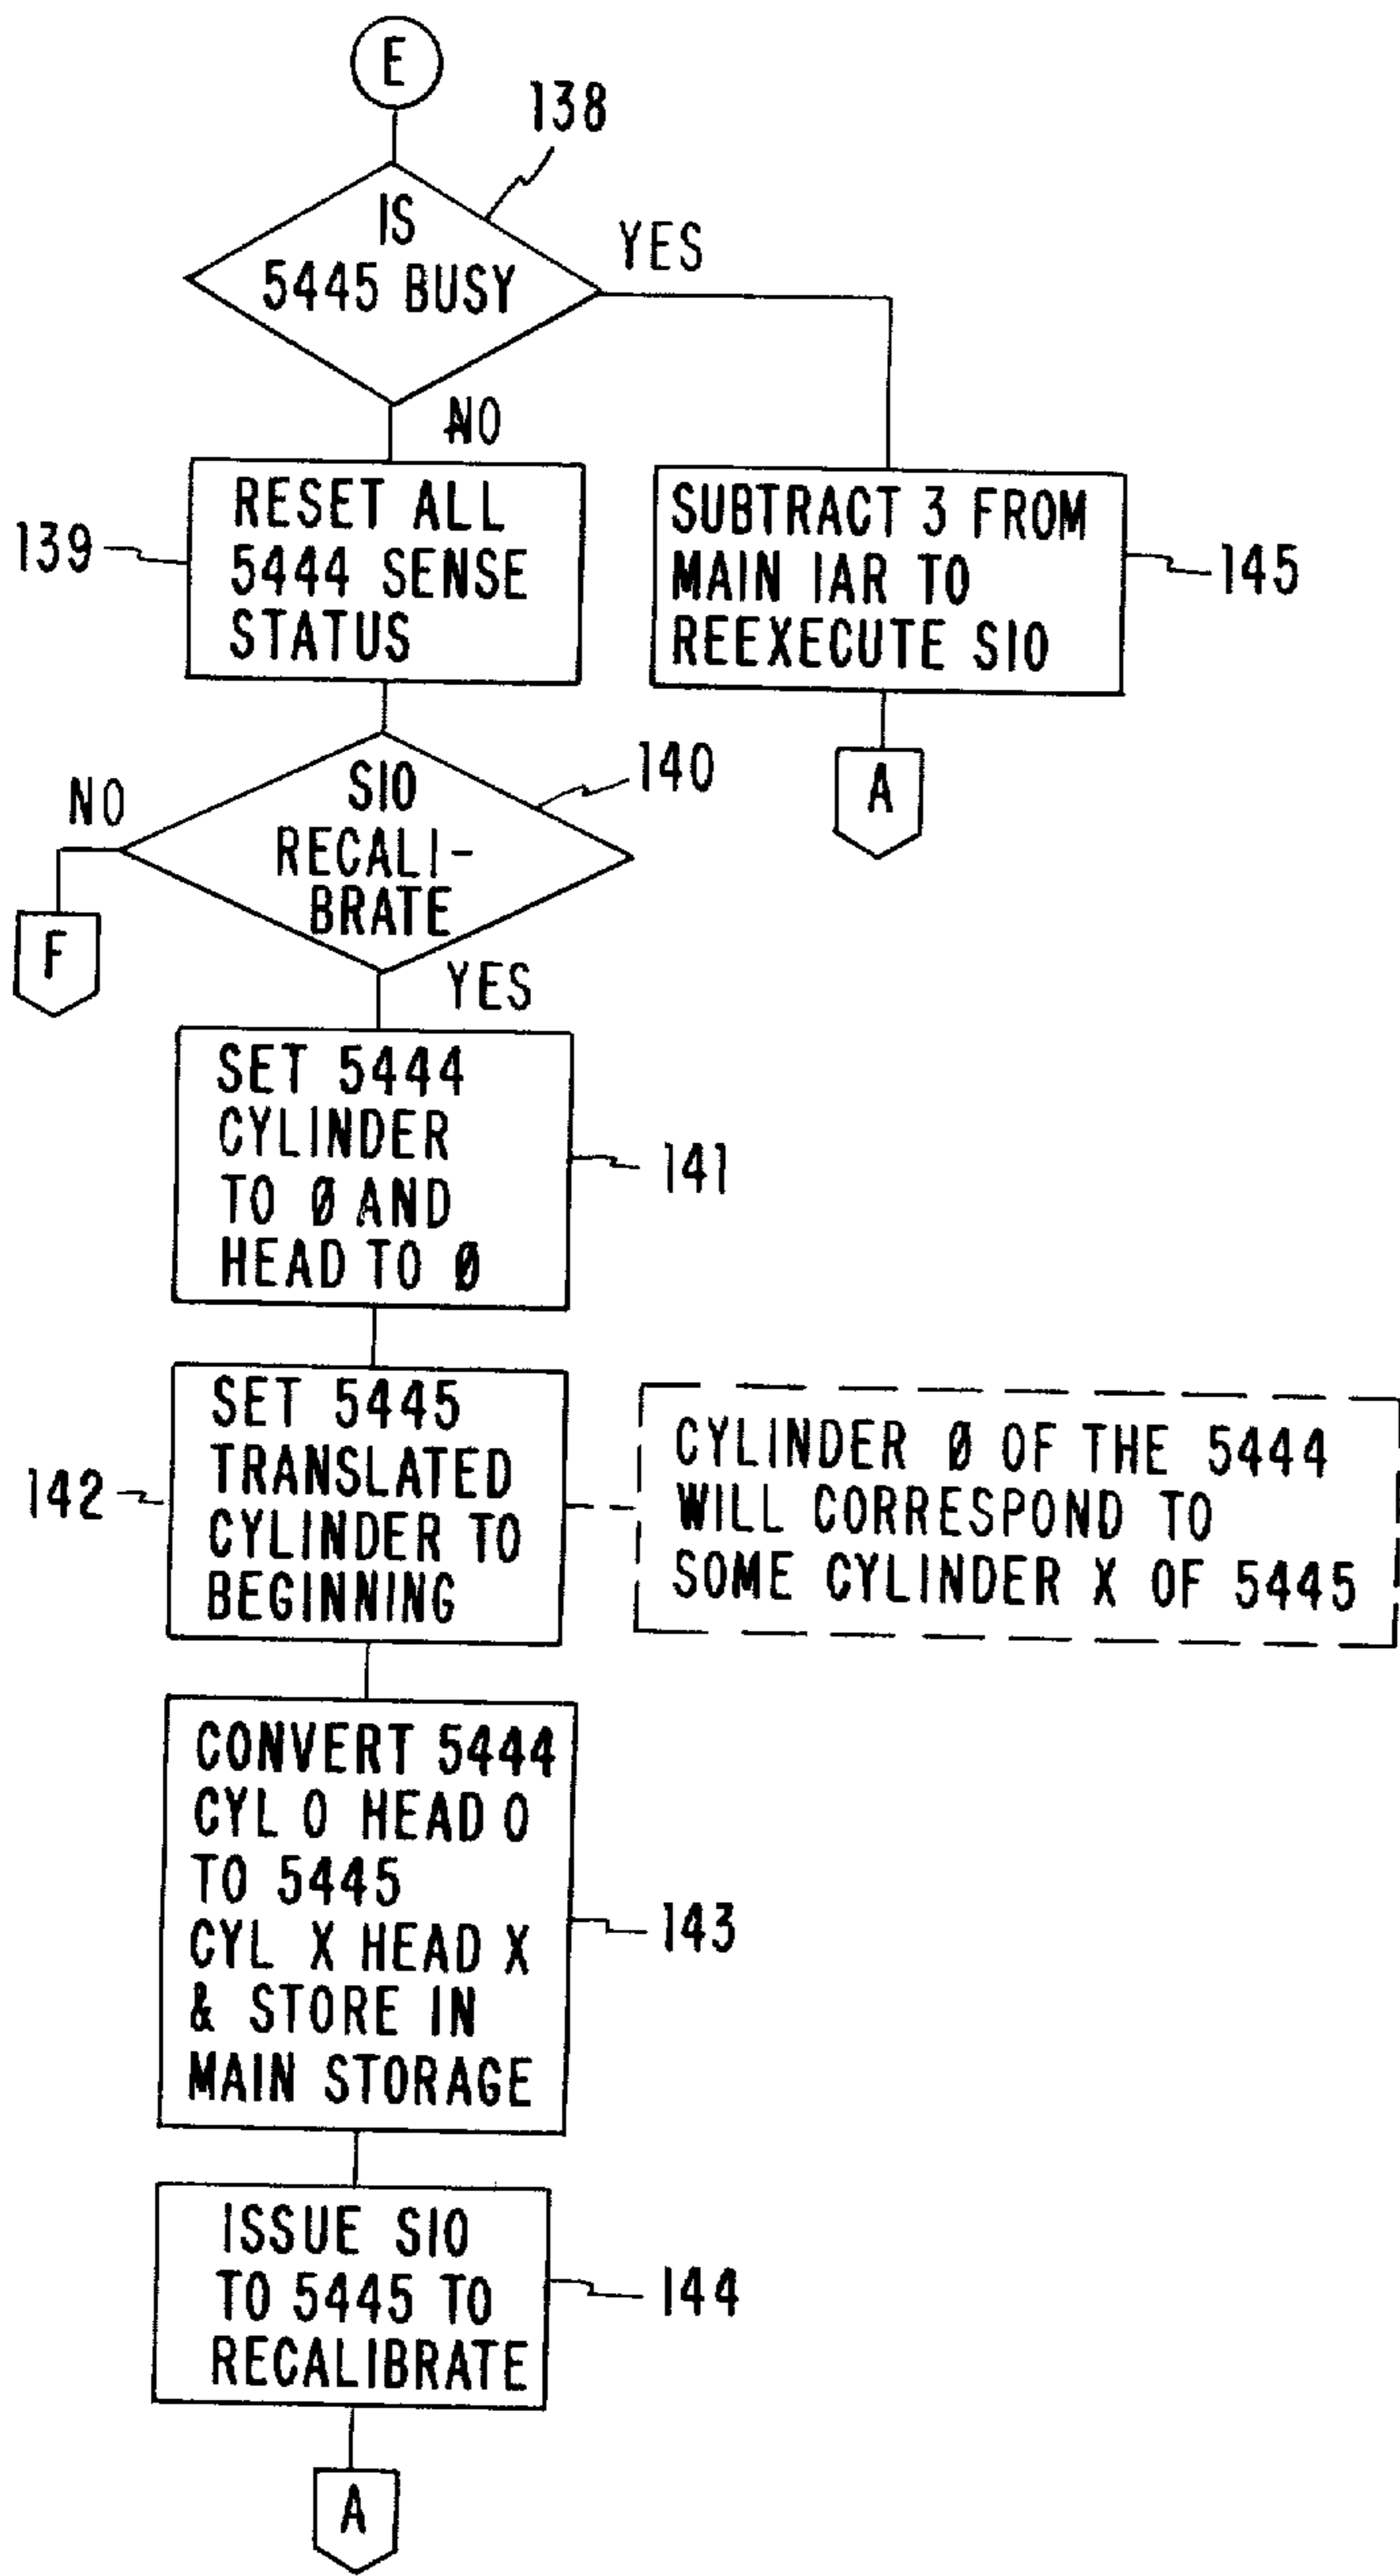 E
138
IS
5445 BUSY
YES
NO
139
RESET ALL
5444 SENSE
STATUS
SUBTRACT 3 FROM
MAIN IAR TO
REEXECUTE SIO
145
A
140
SIO
RECALI-
BRATE
NO
F
YES
SET 5444
CYLINDER
TO Ø AND
HEAD TO Ø
141
142
SET 5445
TRANSLATED
CYLINDER TO
BEGINNING
CYLINDER Ø OF THE 5444
WILL CORRESPOND TO
SOME CYLINDER X OF 5445
CONVERT 5444
CYL 0 HEAD 0
TO 5445
CYL X HEAD X
& STORE IN
MAIN STORAGE
143
ISSUE SIO
TO 5445 TO
RECALIBRATE
144
A